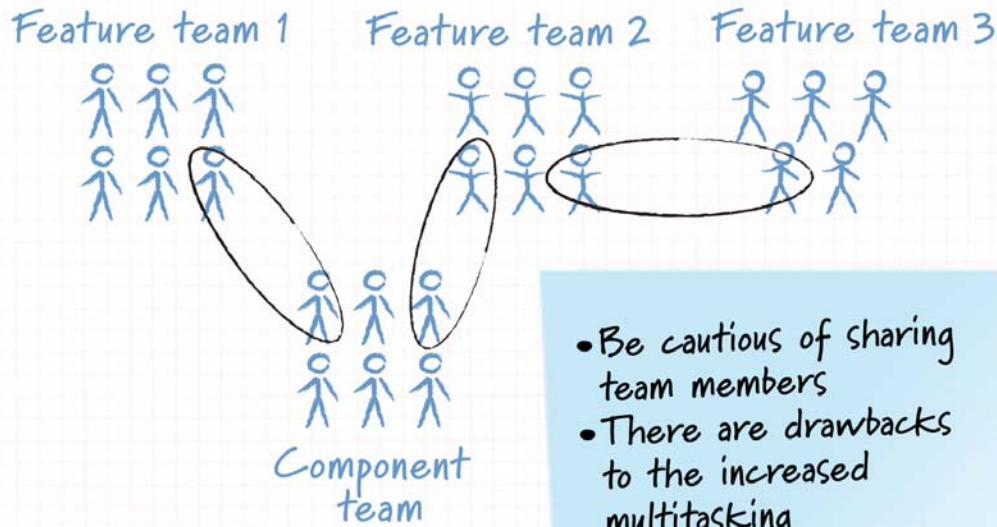 Feature team 1
Feature team 2
Feature team 3
Component
team
•Be cautious of sharing
team members
•There are drawbacks
to the increased
multitasking